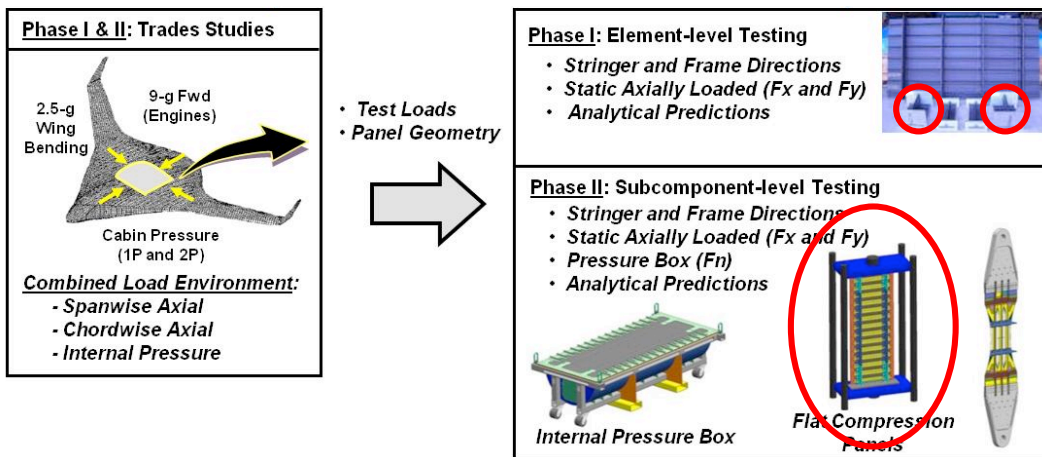 Phase I & II: Trades Studies
2.5-g
Wing
Bending
9-g Fwd
(Engines)
Cabin Pressure
(1P and 2P)
Combined Load Environment:
- Spanwise Axial
- Chordwise Axial
- Internal Pressure
· Test Loads
· Panel Geometry
Phase I: Element-level Testing
· Stringer and Frame Directions
· Static Axially Loaded (Fx and Fy)
· Analytical Predictions
Phase II: Subcomponent-level Testing
· Stringer and Frame Directions
· Static Axially Loaded (Fx and Fy)
· Pressure Box (Fn)
· Analytical Predictions
Internal Pressure Box
Flat Compression
Panels